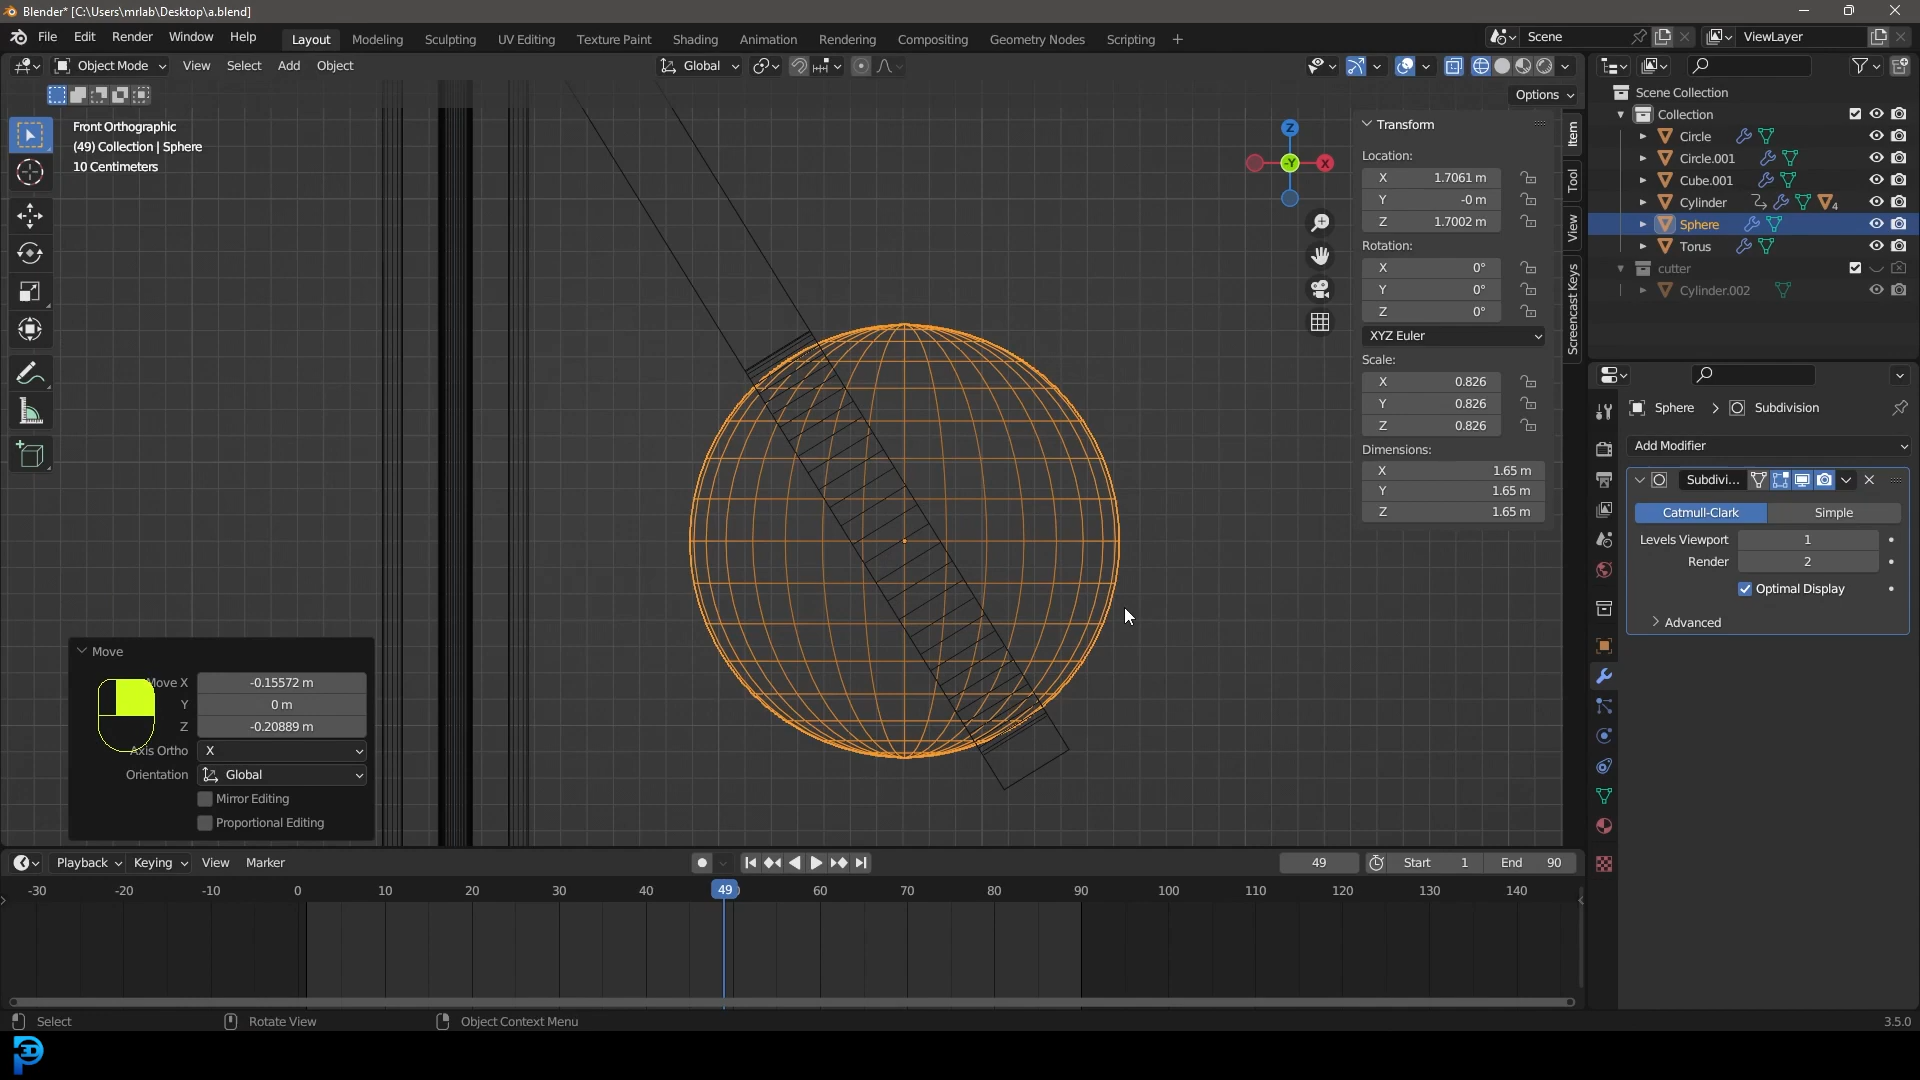 Blender* [C:\Users\mrlab\Desktop\a.blend]
File Edit Render Window Help
Layout Modeling Sculpting UV Editing Texture Paint Shading Animation Rendering Compositing Geometry Nodes Scripting +
Scene
ViewLayer
Object Mode View Select Add Object
Global
Options
Front Orthographic
(49) Collection | Sphere
10 Centimeters
Z
-Y
X
Transform
Location:
X 1.7061 m
Y -0 m
Z 1.7002 m
Rotation:
X 0°
Y 0°
Z 0°
XYZ Euler
Scale:
X 0.826
Y 0.826
Z 0.826
Dimensions:
X 1.65 m
Y 1.65 m
Z 1.65 m
Item
Tool
View
Screencast Keys
Scene Collection
Collection
Circle
Circle.001
Cube.001
Cylinder 4
Sphere
Torus
cutter
Cylinder.002
Sphere > Subdivision
Add Modifier
Subdivi...
Catmull-Clark Simple
Levels Viewport 1
Render 2
Optimal Display
Advanced
Move
Move X -0.15572 m
Y 0 m
Z -0.20889 m
Axis Ortho X
Orientation Global
Mirror Editing
Proportional Editing
Playback Keying View Marker
49 Start 1 End 90
-30 -20 -10 0 10 20 30 40 49 60 70 80 90 100 110 120 130 140
Select Rotate View Object Context Menu 3.5.0